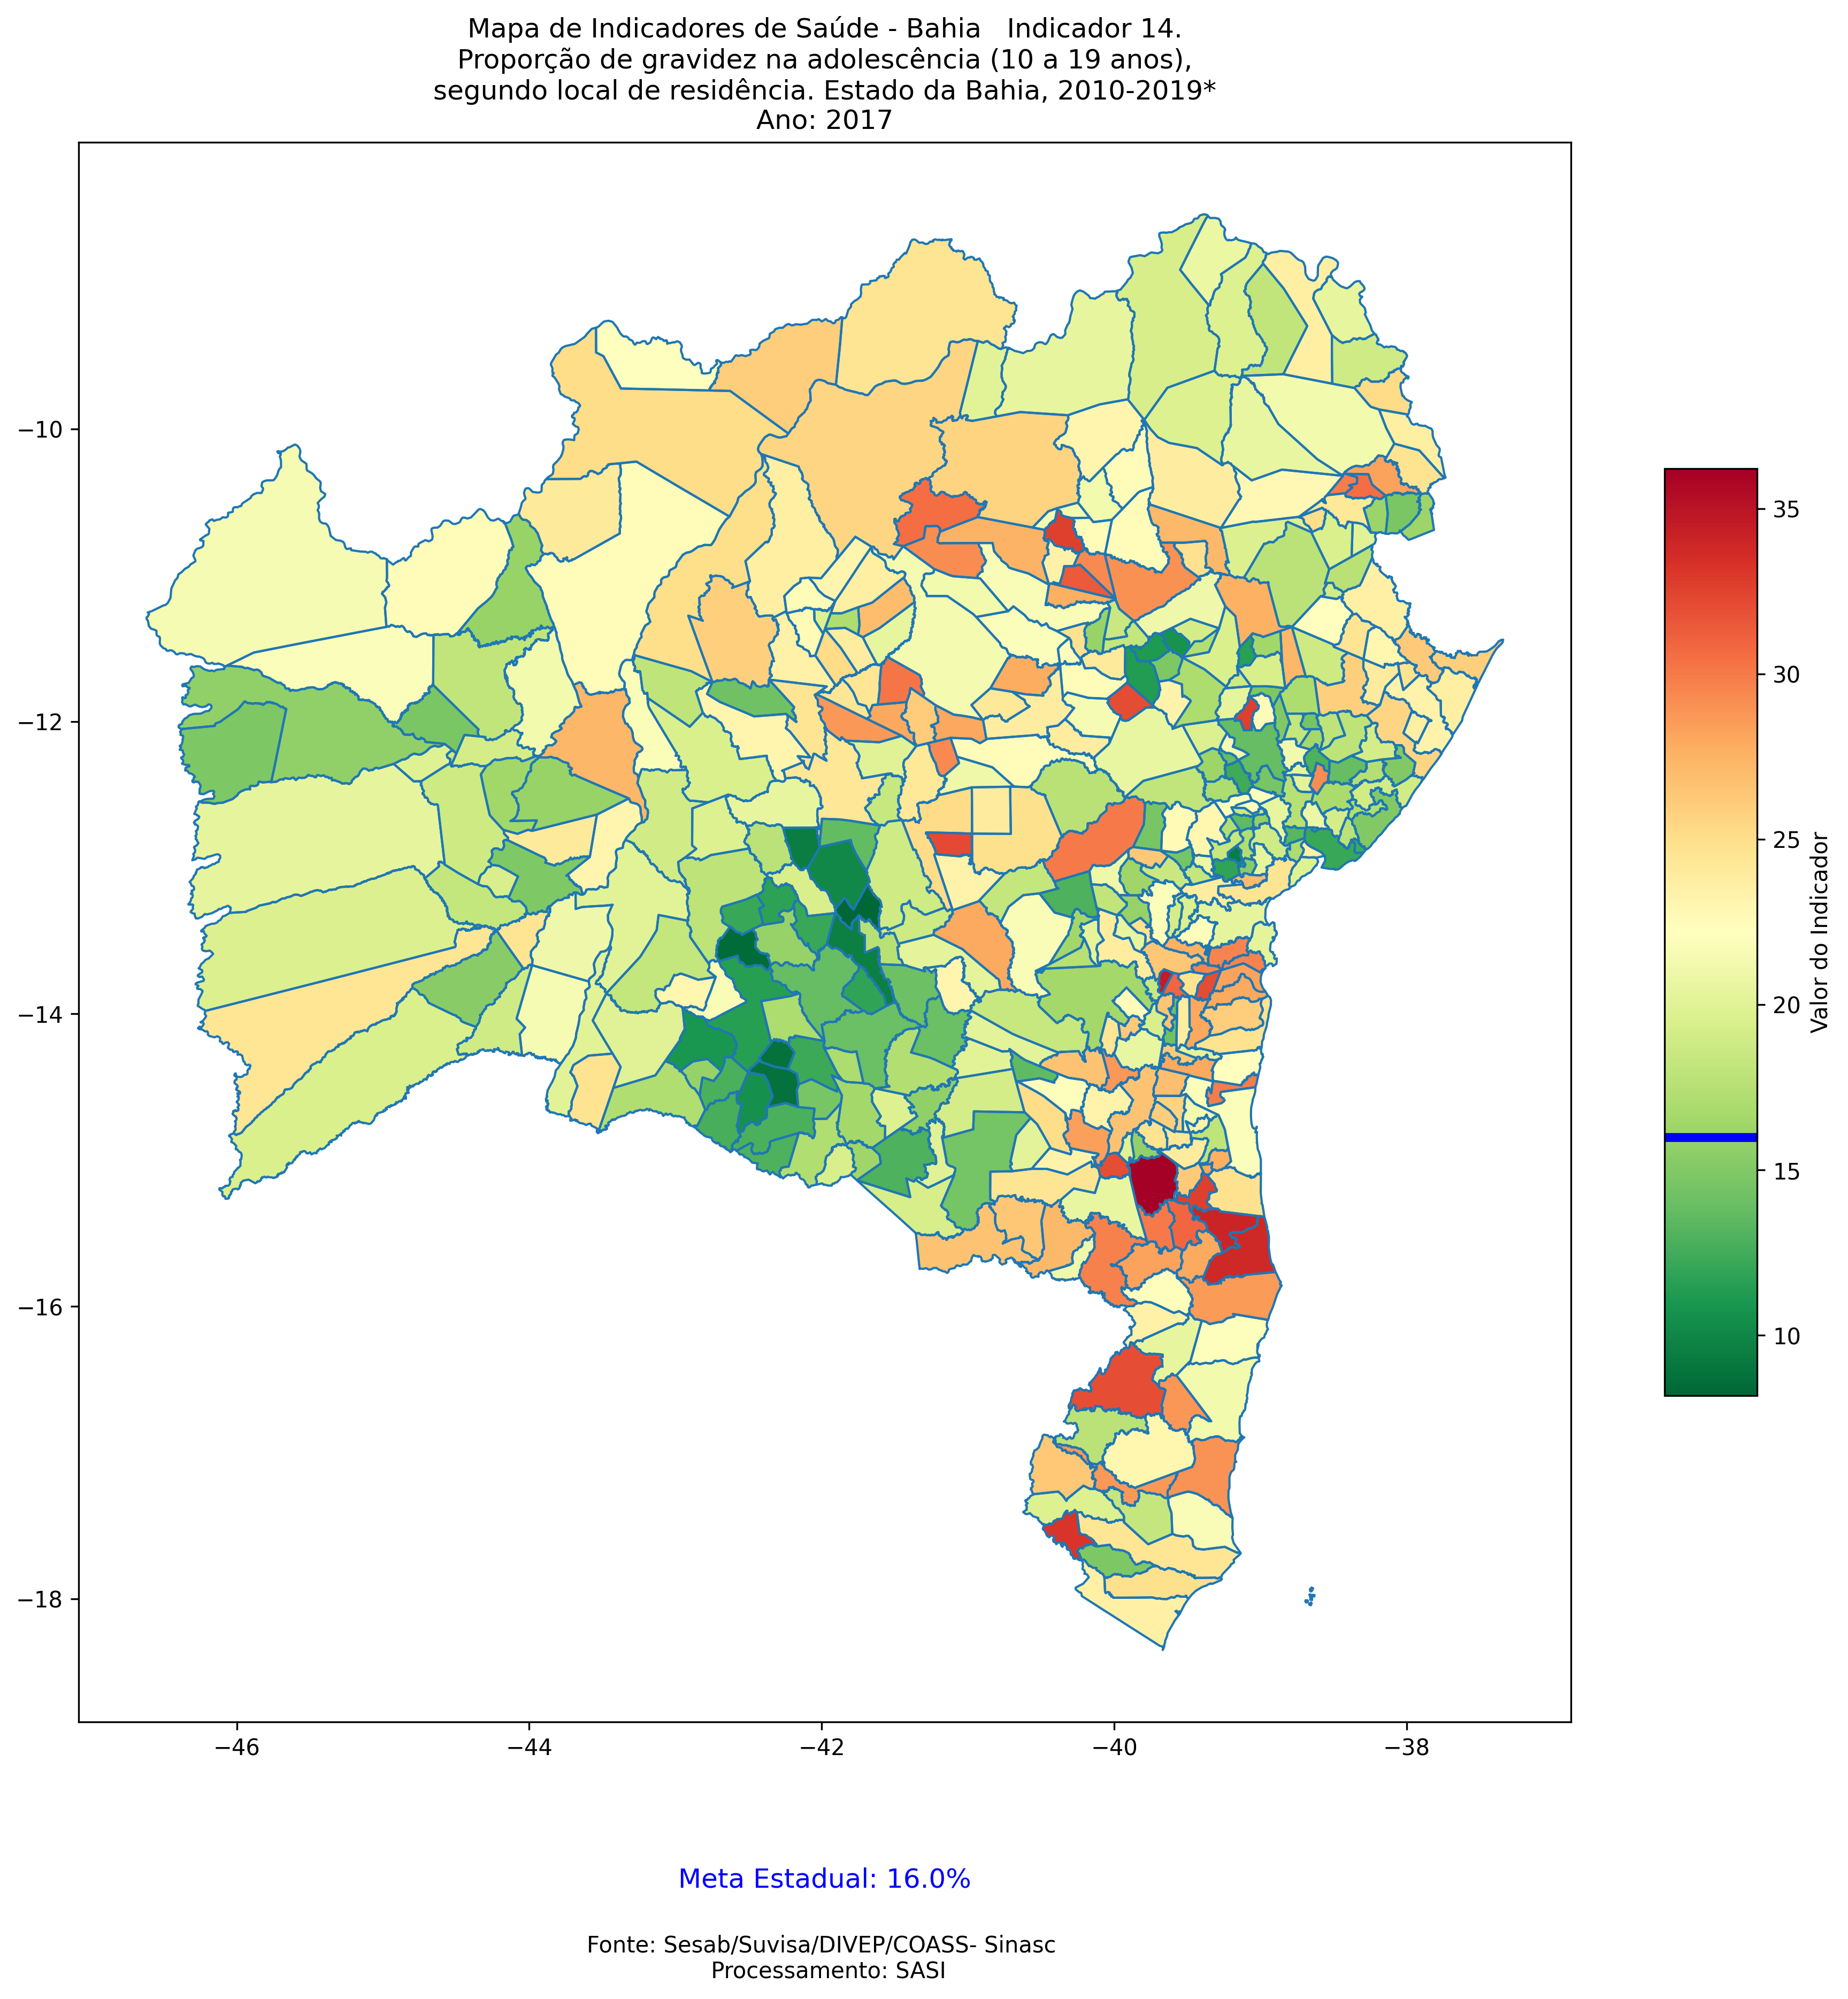 Mapa de Indicadores de Saúde - Bahia   Indicador 14.
Proporção de gravidez na adolescência (10 a 19 anos),
segundo local de residência. Estado da Bahia, 2010-2019*
Ano: 2017
−10
−12
−14
−16
−18
−46
−44
−42
−40
−38
35
30
25
20
15
10
Valor do Indicador
Meta Estadual: 16.0%
Fonte: Sesab/Suvisa/DIVEP/COASS- Sinasc
Processamento: SASI